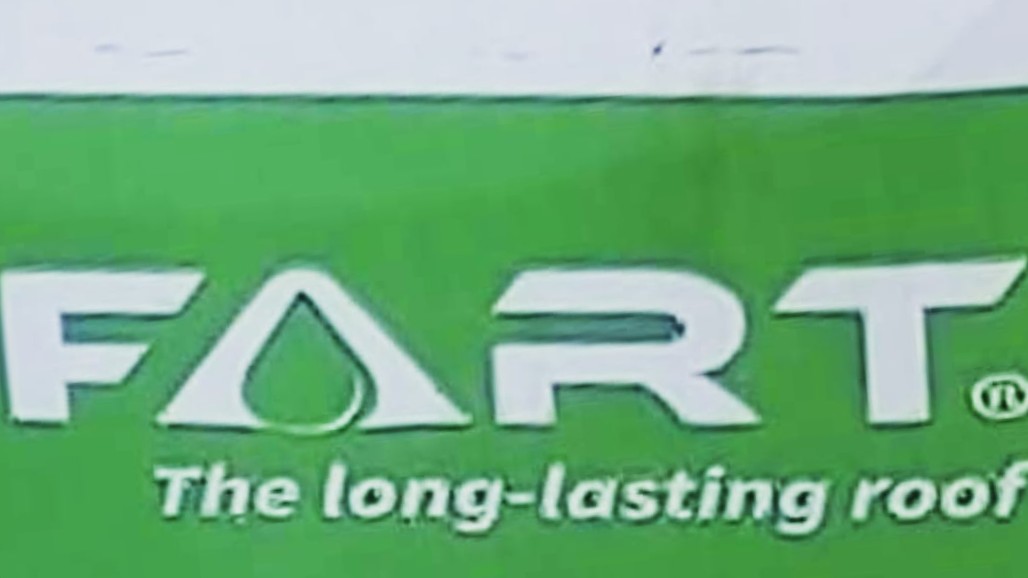 FART®
The long-lasting roof